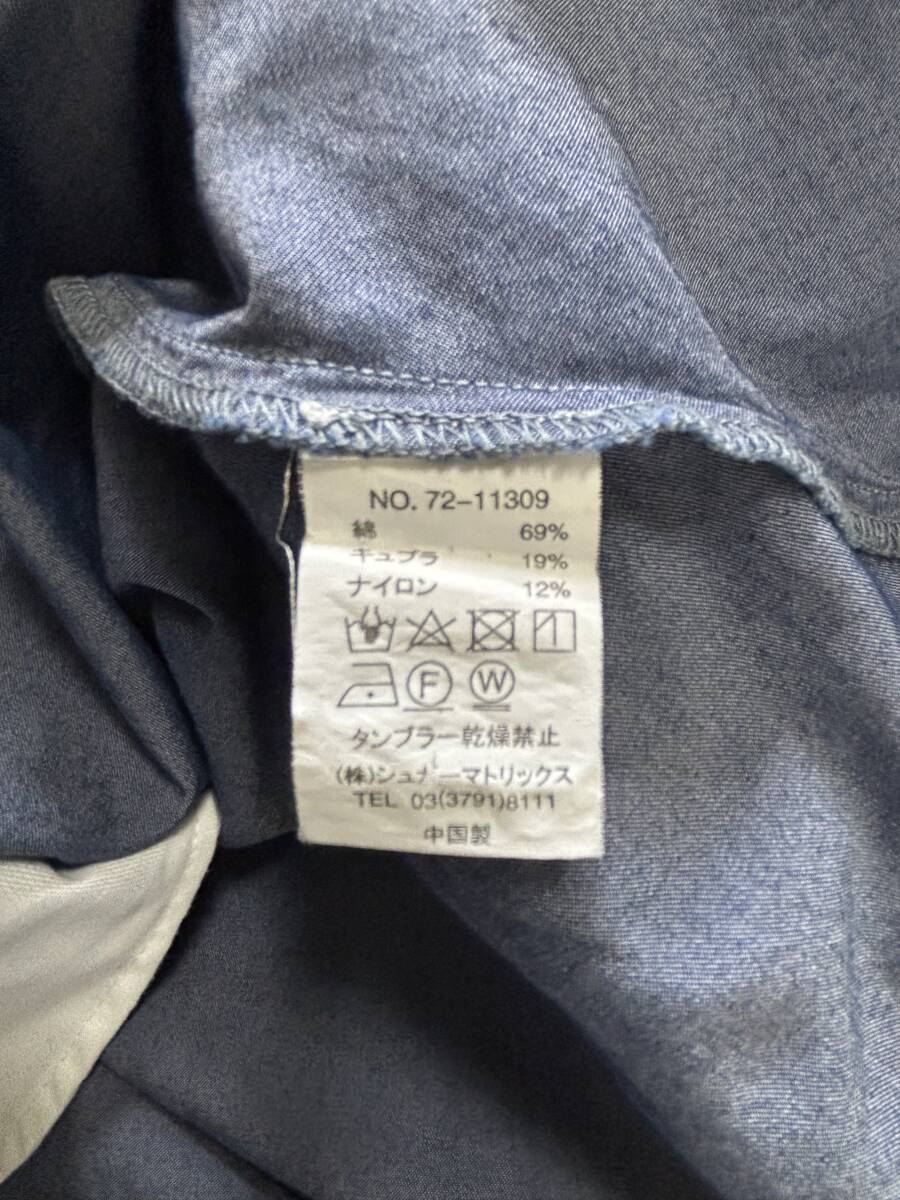 NO. 72-11309
綿 69%
キュプラ 19%
ナイロン 12%
F W
タンブラー乾燥禁止
(株)ジュナーマトリックス
TEL 03(3791)8111
中国製